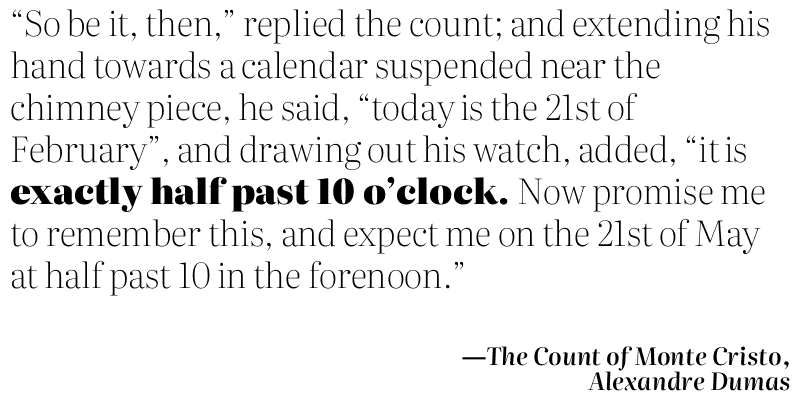 “So be it, then,” replied the count; and extending his
hand towards a calendar suspended near the
chimney piece, he said, “today is the 21st of
February”, and drawing out his watch, added, “it is
exactly half past 10 o’clock. Now promise me
to remember this, and expect me on the 21st of May
at half past 10 in the forenoon.”
—The Count of Monte Cristo,
Alexandre Dumas